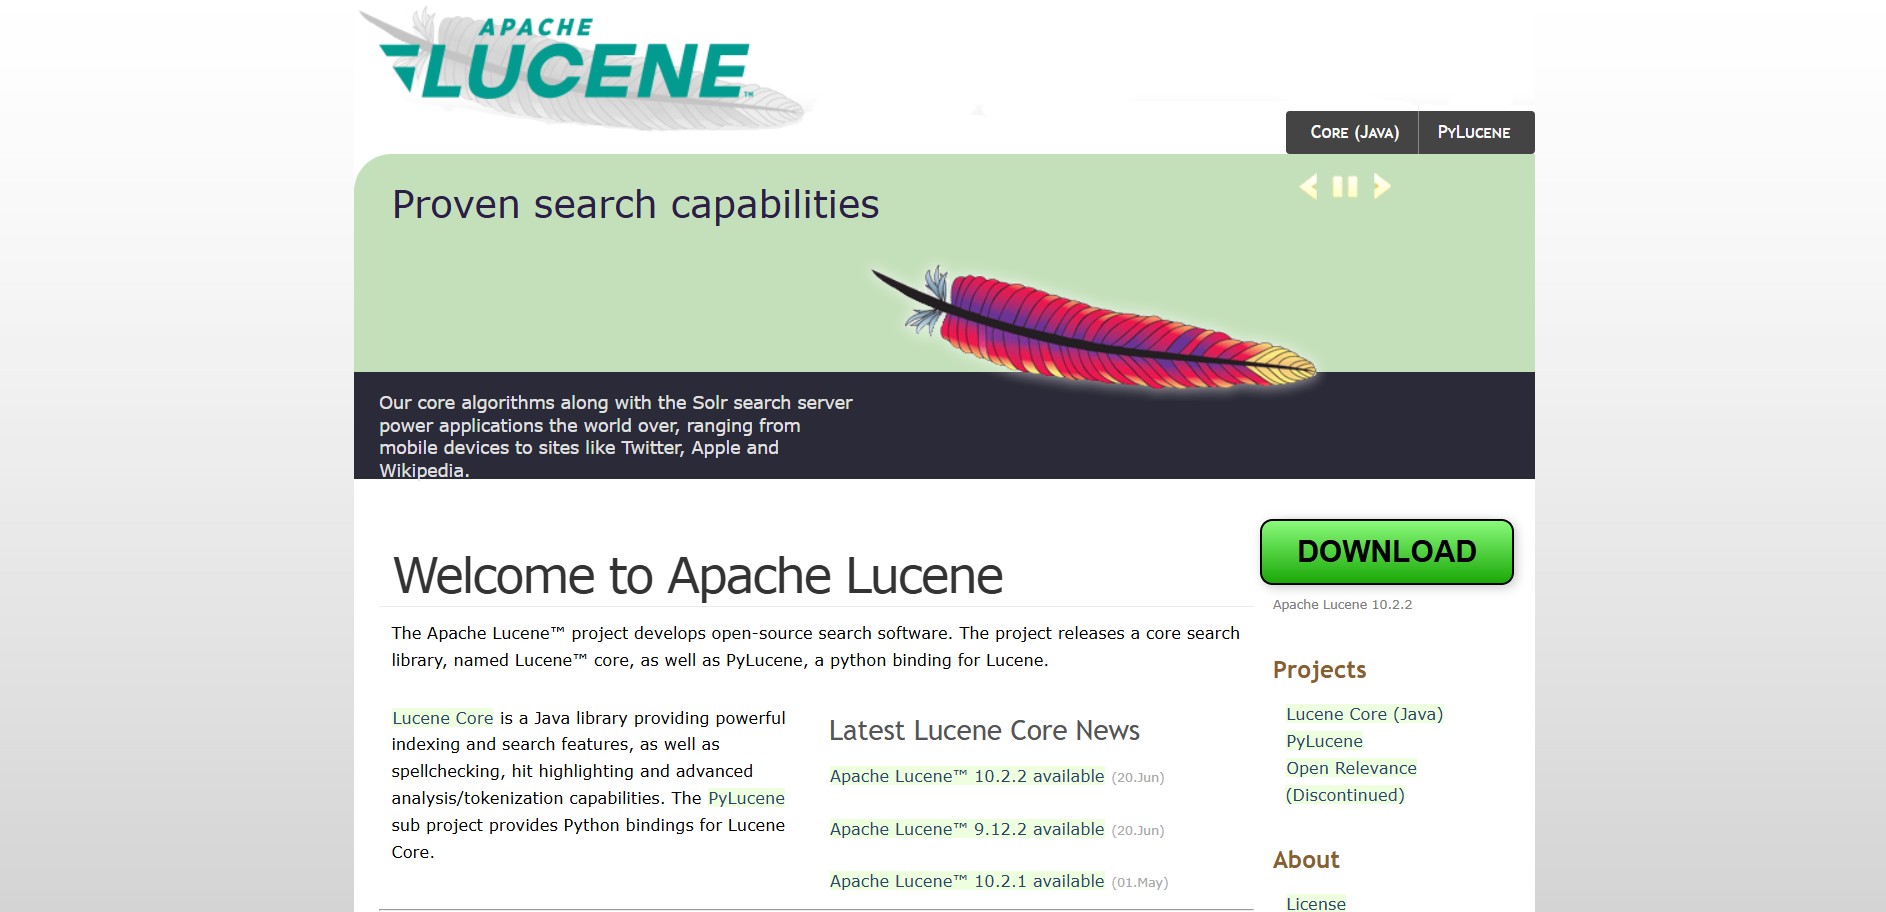 APACHE
LUCENE™
Core (Java)
PyLucene
Proven search capabilities
Our core algorithms along with the Solr search server
power applications the world over, ranging from
mobile devices to sites like Twitter, Apple and
Wikipedia.
DOWNLOAD
Apache Lucene 10.2.2
Welcome to Apache Lucene
The Apache Lucene™ project develops open-source search software. The project releases a core search
library, named Lucene™ core, as well as PyLucene, a python binding for Lucene.
Lucene Core is a Java library providing powerful
indexing and search features, as well as
spellchecking, hit highlighting and advanced
analysis/tokenization capabilities. The PyLucene
sub project provides Python bindings for Lucene
Core.
Latest Lucene Core News
Apache Lucene™ 10.2.2 available (20.Jun)
Apache Lucene™ 9.12.2 available (20.Jun)
Apache Lucene™ 10.2.1 available (01.May)
Projects
Lucene Core (Java)
PyLucene
Open Relevance
(Discontinued)
About
License